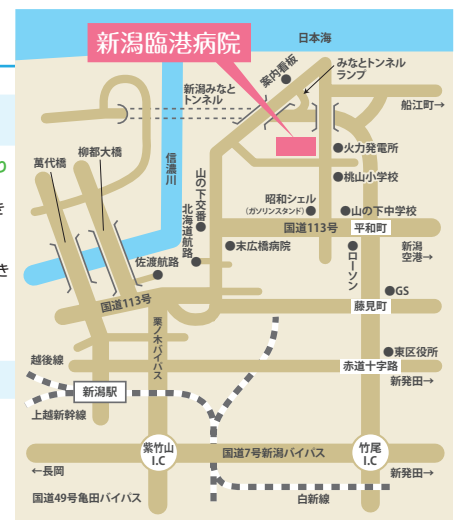 日本海
新潟臨港病院
案内看板
みなとトンネル
ランプ
新潟みなと
トンネル
船江町→
火力発電所
桃山小学校
萬代橋
柳都大橋
信濃川
山の下交番
北海道航路
昭和シェル
(ガソリンスタンド)
山の下中学校
国道113号
平和町
末広橋病院
ローソン
新潟
空港→
佐渡航路
GS
国道113号
藤見町
栗ノ木バイパス
東区役所
越後線
赤道十字路
新発田→
新潟駅
上越新幹線
紫竹山
I.C
国道7号新潟バイパス
竹尾
I.C
←長岡
新発田→
国道49号亀田バイパス
白新線
わ
き
き